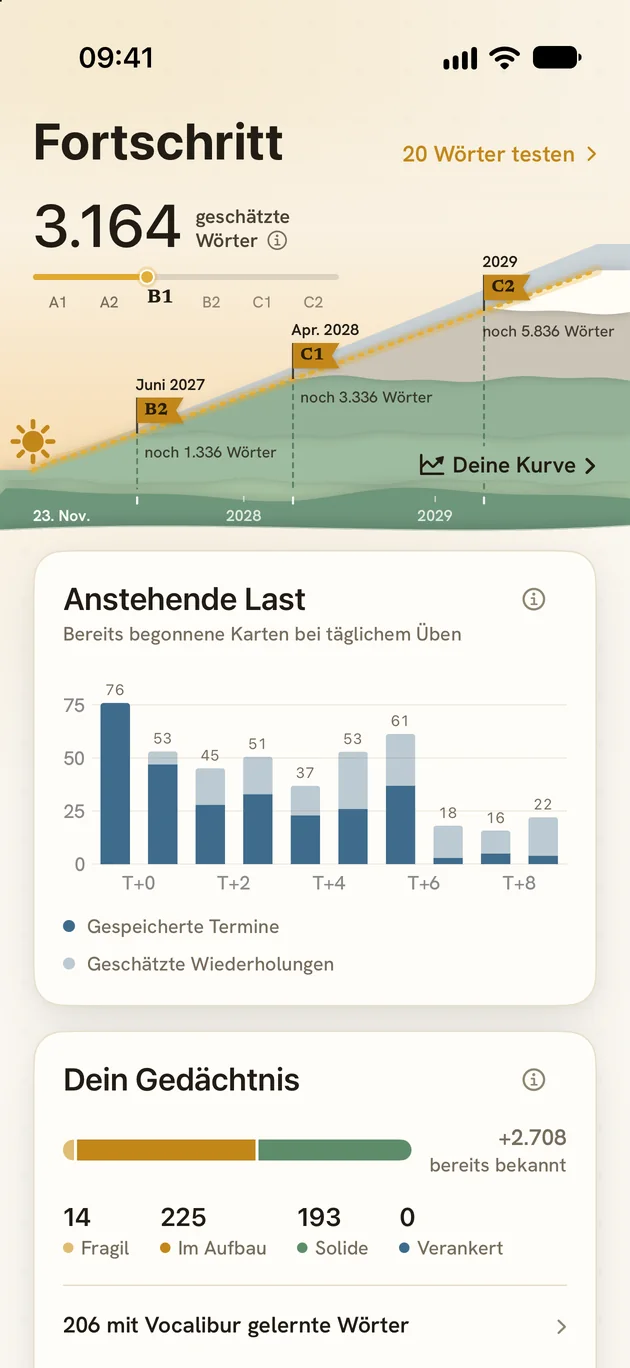 09:41
Fortschritt
20 Wörter testen
3.164 geschätzte
Wörter
A1 A2 B1 B2 C1 C2
2029
C2
noch 5.836 Wörter
Apr. 2028
C1
noch 3.336 Wörter
Juni 2027
B2
noch 1.336 Wörter
Deine Kurve
23. Nov. 2028 2029
Anstehende Last
Bereits begonnene Karten bei täglichem Üben
75
50
25
0
76 53 45 51 37 53 61 18 16 22
T+0 T+2 T+4 T+6 T+8
Gespeicherte Termine
Geschätzte Wiederholungen
Dein Gedächtnis
+2.708
bereits bekannt
14 225 193 0
Fragil Im Aufbau Solide Verankert
206 mit Vocalibur gelernte Wörter